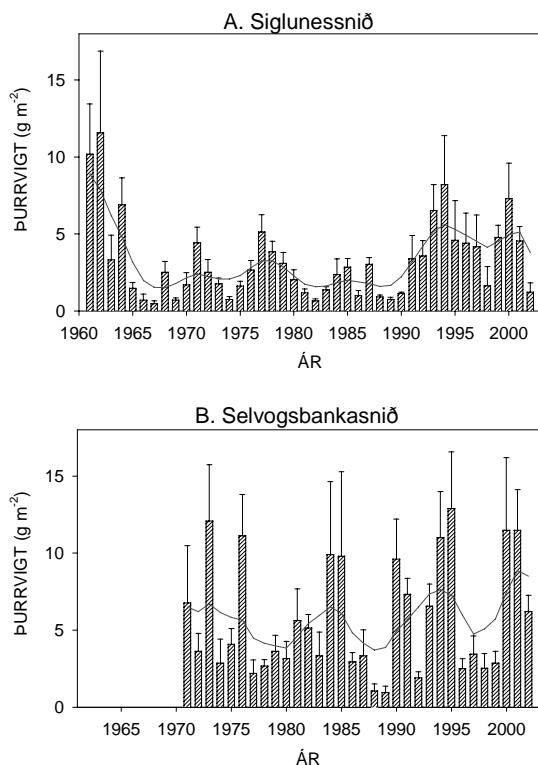 A. Siglunessnið
ÞURRVIGT (g m-2)
15
10
5
0
1960 1965 1970 1975 1980 1985 1990 1995 2000
ÁR
B. Selvogsbankasnið
ÞURRVIGT (g m-2)
15
10
5
0
1965 1970 1975 1980 1985 1990 1995 2000
ÁR